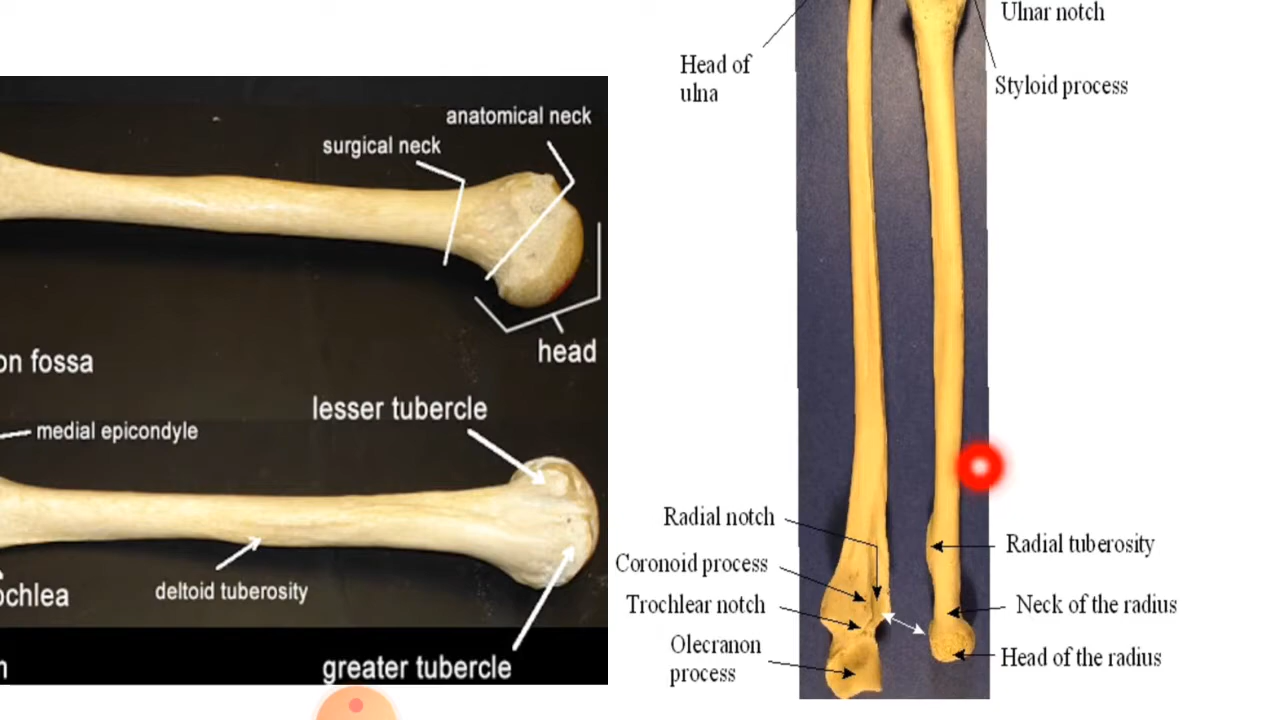 anatomical neck
surgical neck
head
on fossa
lesser tubercle
medial epicondyle
deltoid tuberosity
ochlea
greater tubercle
Ulnar notch
Head of
ulna
Styloid process
Radial notch
Coronoid process
Trochlear notch
Olecranon
process
Radial tuberosity
Neck of the radius
Head of the radius